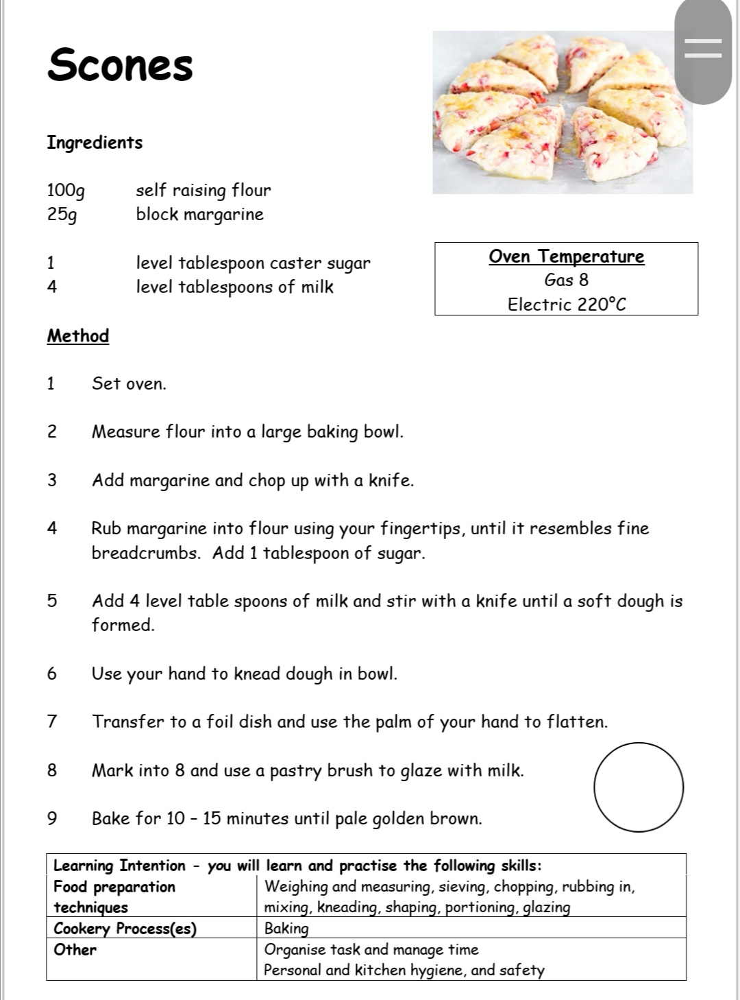 Scones
Ingredients
100g self raising flour
25g block margarine
1 level tablespoon caster sugar
4 level tablespoons of milk
Oven Temperature
Gas 8
Electric 220°C
Method
1 Set oven.
2 Measure flour into a large baking bowl.
3 Add margarine and chop up with a knife.
4 Rub margarine into flour using your fingertips, until it resembles fine
breadcrumbs.  Add 1 tablespoon of sugar.
5 Add 4 level table spoons of milk and stir with a knife until a soft dough is
formed.
6 Use your hand to knead dough in bowl.
7 Transfer to a foil dish and use the palm of your hand to flatten.
8 Mark into 8 and use a pastry brush to glaze with milk.
9 Bake for 10 – 15 minutes until pale golden brown.
Learning Intention – you will learn and practise the following skills:
Food preparation
techniques
Weighing and measuring, sieving, chopping, rubbing in,
mixing, kneading, shaping, portioning, glazing
Cookery Process(es)
Baking
Other
Organise task and manage time
Personal and kitchen hygiene, and safety